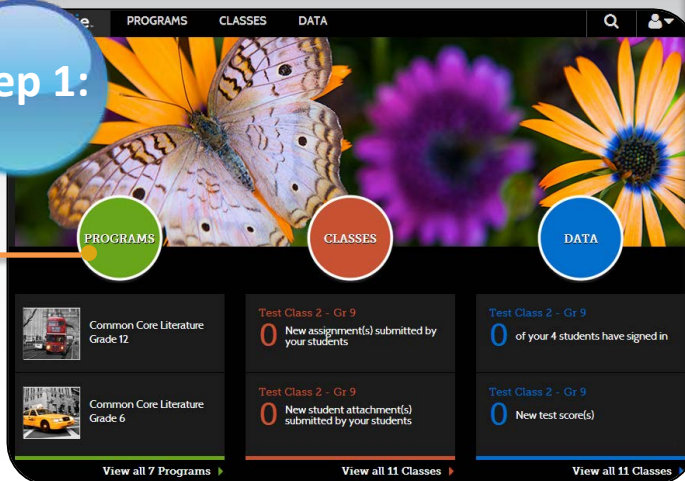 PROGRAMS CLASSES DATA
ep 1:
PROGRAMS
CLASSES
DATA
Common Core Literature
Grade 12
Common Core Literature
Grade 6
View all 7 Programs
Test Class 2 - Gr 9
0 New assignment(s) submitted by
your students
Test Class 2 - Gr 9
0 New student attachment(s)
submitted by your students
View all 11 Classes
Test Class 2 - Gr 9
0 of your 4 students have signed in
Test Class 2 - Gr 9
0 New test score(s)
View all 11 Classes